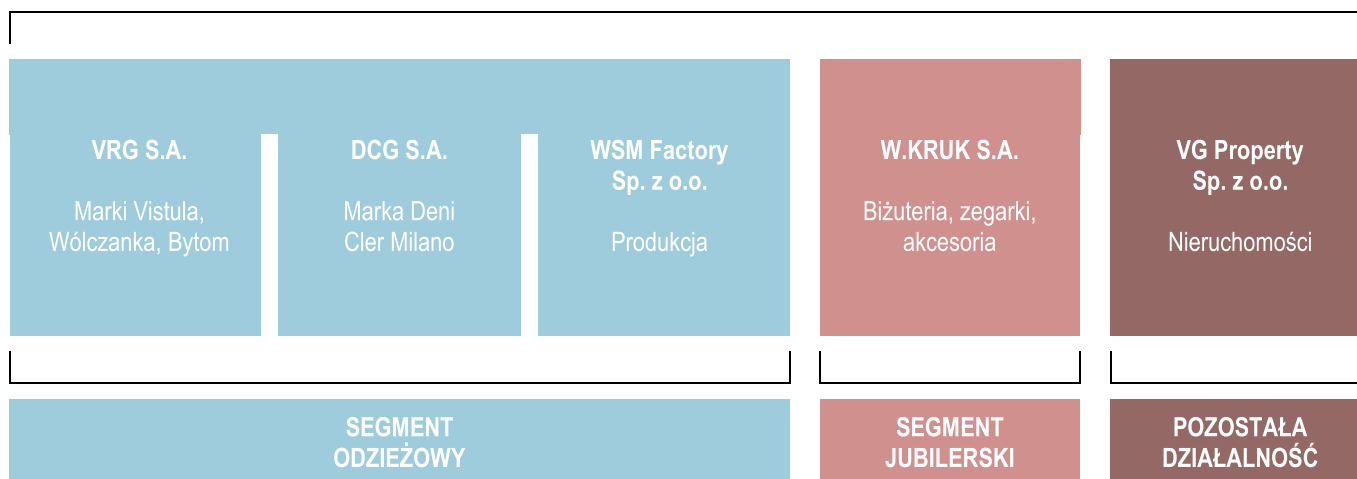 VRG S.A.
Marki Vistula,
Wólczanka, Bytom
DCG S.A.
Marka Deni
Cler Milano
WSM Factory
Sp. z o.o.
Produkcja
W.KRUK S.A.
Biżuteria, zegarki,
akcesoria
VG Property
Sp. z o.o.
Nieruchomości
SEGMENT
ODZIEŻOWY
SEGMENT
JUBILERSKI
POZOSTAŁA
DZIAŁALNOŚĆ